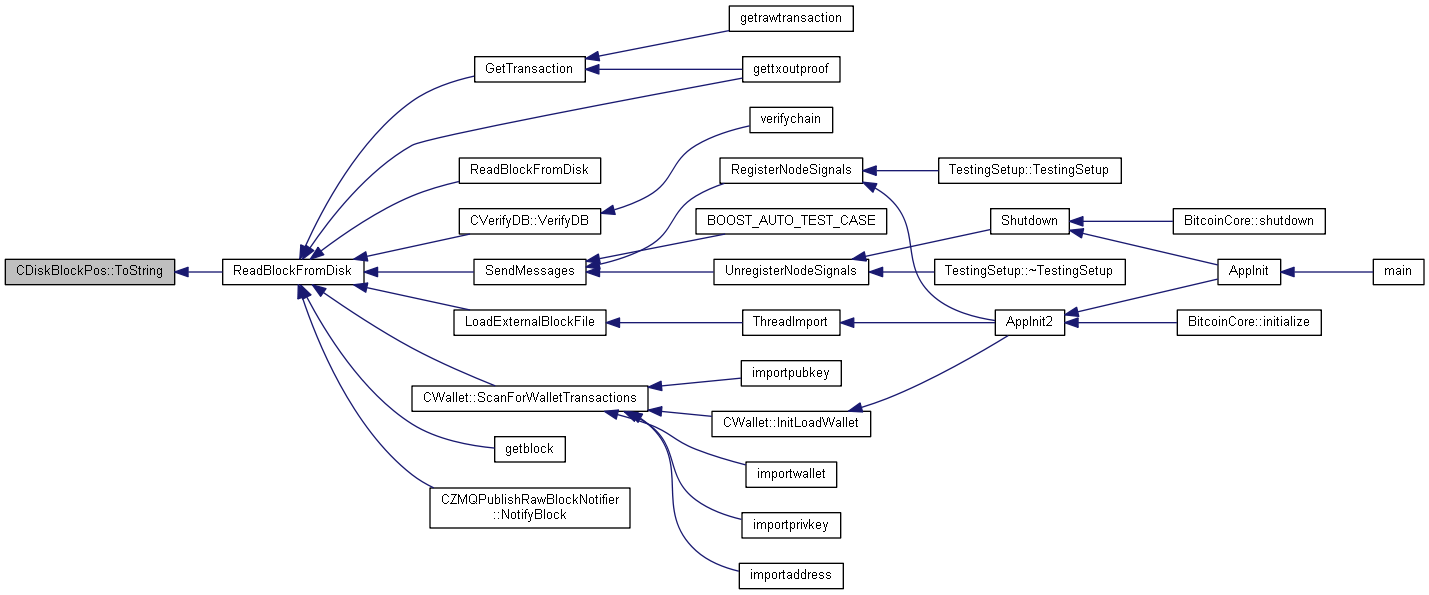 getrawtransaction
GetTransaction
gettxoutproof
verifychain
ReadBlockFromDisk
RegisterNodeSignals
TestingSetup::TestingSetup
CVerifyDB::VerifyDB
BOOST_AUTO_TEST_CASE
Shutdown
BitcoinCore::shutdown
CDiskBlockPos::ToString
ReadBlockFromDisk
SendMessages
UnregisterNodeSignals
TestingSetup::~TestingSetup
AppInit
main
LoadExternalBlockFile
ThreadImport
AppInit2
BitcoinCore::initialize
importpubkey
CWallet::ScanForWalletTransactions
CWallet::InitLoadWallet
getblock
importwallet
CZMQPublishRawBlockNotifier
::NotifyBlock
importprivkey
importaddress